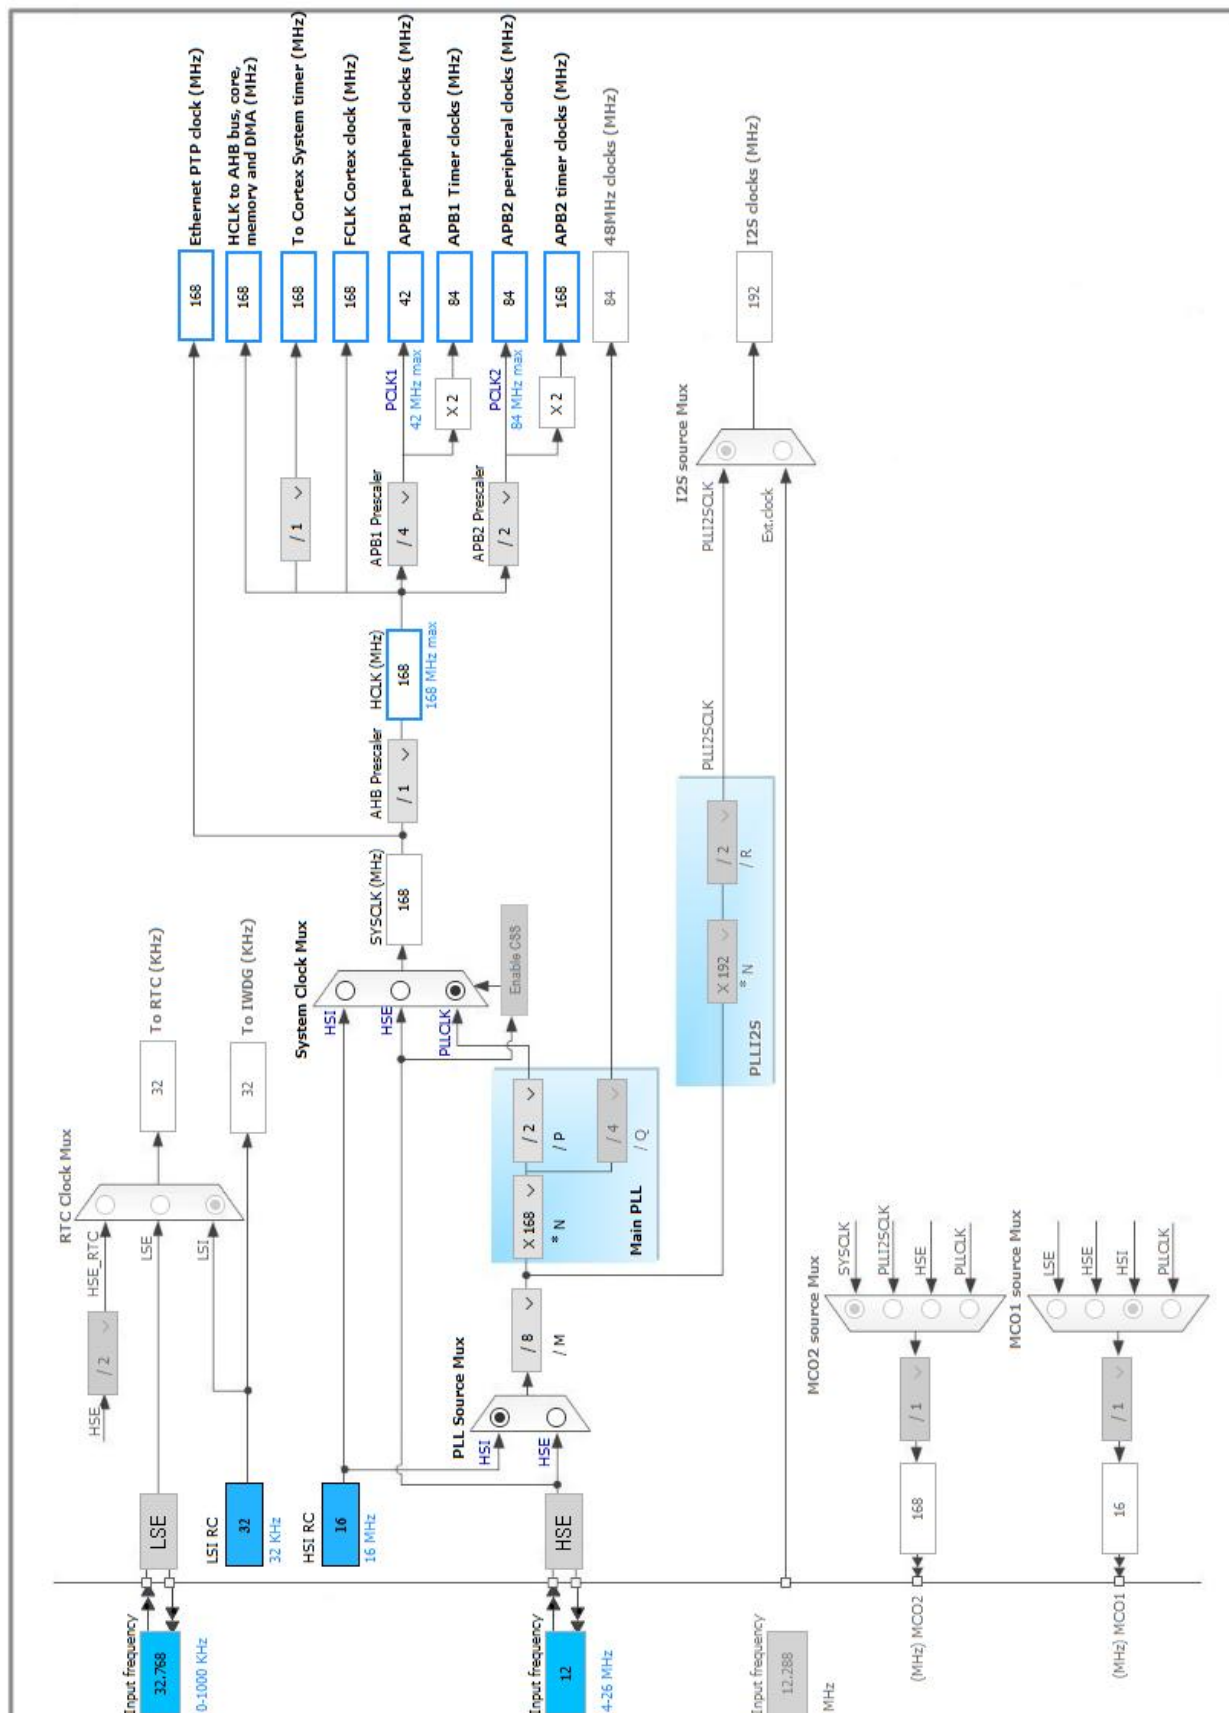 Input frequency
32.768
0-1000 KHz
LSE
HSE
/ 2
HSE_RTC
LSE
LSI
RTC Clock Mux
32
To RTC (KHz)
LSI RC
32
32 KHz
32
To IWDG (KHz)
HSI RC
16
16 MHz
System Clock Mux
HSI
HSE
PLLCLK
Enable CSS
SYSCLK (MHz)
168
AHB Prescaler
/ 1
HCLK (MHz)
168
168 MHz max
168
Ethernet PTP clock (MHz)
168
HCLK to AHB bus, core,
memory and DMA (MHz)
/ 1
168
To Cortex System timer (MHz)
168
FCLK Cortex clock (MHz)
APB1 Prescaler
/ 4
PCLK1
42 MHz max
42
APB1 peripheral clocks (MHz)
X 2
84
APB1 Timer clocks (MHz)
APB2 Prescaler
/ 2
PCLK2
84 MHz max
84
APB2 peripheral clocks (MHz)
X 2
168
APB2 timer clocks (MHz)
84
48MHz clocks (MHz)
Input frequency
12
4-26 MHz
HSE
PLL Source Mux
HSI
HSE
/ 8
/ M
X 168
* N
/ 2
/ P
/ 4
/ Q
Main PLL
X 192
* N
/ 2
/ R
PLLI2S
PLLI2SCLK
PLLI2SCLK
I2S source Mux
Ext.clock
192
I2S clocks (MHz)
Input frequency
12.288
MHz
MCO2 source Mux
SYSCLK
PLLI2SCLK
HSE
PLLCLK
/ 1
168
(MHz) MCO2
MCO1 source Mux
LSE
HSE
HSI
PLLCLK
/ 1
16
(MHz) MCO1